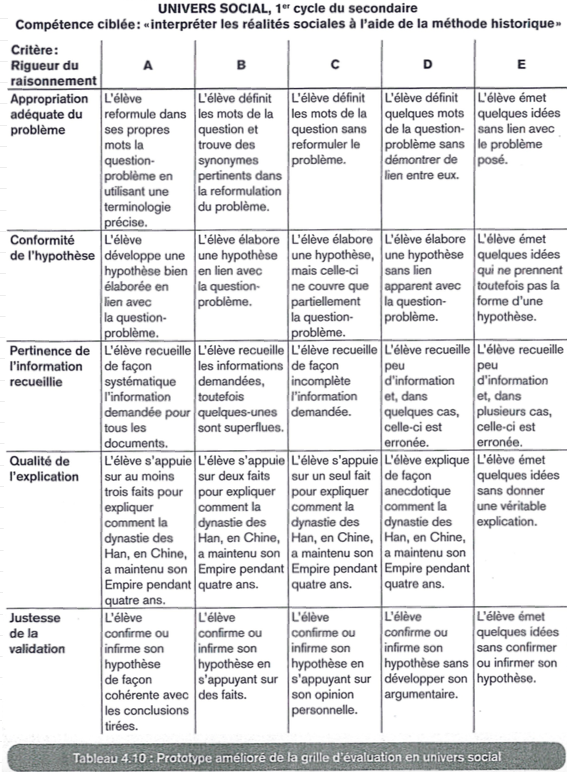 UNIVERS SOCIAL, 1er cycle du secondaire
Compétence ciblée : «interpréter les réalités sociales à l'aide de la méthode historique»
Critère :
Rigueur du
raisonnement
A
B
C
D
E
Appropriation
adéquate du
problème
L'élève
reformule dans
ses propres
mots la
question-
problème en
utilisant une
terminologie
précise.
L'élève définit
les mots de la
question et
trouve des
synonymes
pertinents dans
la reformulation
du problème.
L'élève définit
les mots de la
question sans
reformuler le
problème.
L'élève définit
quelques mots
de la question-
problème sans
démontrer de
lien entre eux.
L'élève émet
quelques idées
sans lien avec
le problème
posé.
Conformité
de l'hypothèse
L'élève
développe une
hypothèse bien
élaborée en
lien avec
la question-
problème.
L'élève élabore
une hypothèse
en lien avec
la question-
problème.
L'élève élabore
une hypothèse,
mais celle-ci
ne couvre que
partiellement
la question-
problème.
L'élève élabore
une hypothèse
sans lien
apparent avec
la question-
problème.
L'élève émet
quelques idées
qui ne prennent
toutefois pas la
forme d'une
hypothèse.
Pertinence de
l'information
recueillie
L'élève recueille
de façon
systématique
l'information
demandée pour
tous les
documents.
L'élève recueille
les informations
demandées,
toutefois
quelques-unes
sont superflues.
L'élève recueille
de façon
incomplète
l'information
demandée.
L'élève recueille
peu
d'information
et, dans
quelques cas,
celle-ci est
erronée.
L'élève recueille
peu
d'information
et, dans
plusieurs cas,
celle-ci est
erronée.
Qualité de
l'explication
L'élève s'appuie
sur au moins
trois faits pour
expliquer
comment la
dynastie des
Han, en Chine,
a maintenu son
Empire pendant
quatre ans.
L'élève s'appuie
sur deux faits
pour expliquer
comment la
dynastie des
Han, en Chine,
a maintenu son
Empire pendant
quatre ans.
L'élève s'appuie
sur un seul fait
pour expliquer
comment la
dynastie des
Han, en Chine,
a maintenu son
Empire pendant
quatre ans.
L'élève explique
de façon
anecdotique
comment la
dynastie des
Han, en Chine,
a maintenu son
Empire pendant
quatre ans.
L'élève émet
quelques idées
sans donner
une véritable
explication.
Justesse
de la
validation
L'élève
confirme ou
infirme son
hypothèse
de façon
cohérente avec
les conclusions
tirées.
L'élève
confirme ou
infirme son
hypothèse en
s'appuyant sur
des faits.
L'élève
confirme ou
infirme son
hypothèse en
s'appuyant sur
son opinion
personnelle.
L'élève
confirme ou
infirme son
hypothèse sans
développer son
argumentaire.
L'élève émet
quelques idées
sans confirmer
ou infirmer son
hypothèse.
Tableau 4.10 : Prototype amélioré de la grille d'évaluation en univers social